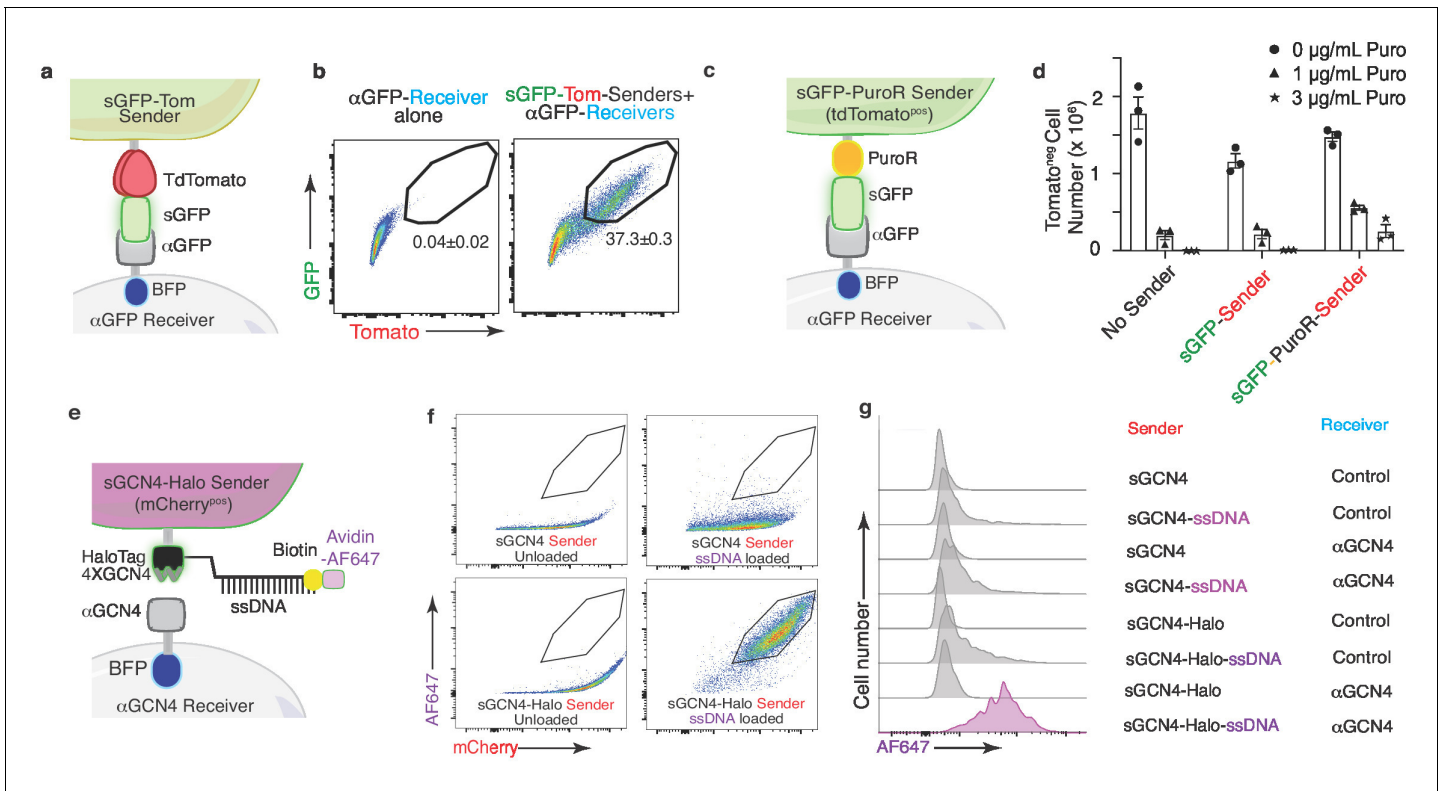 a
sGFP-Tom
Sender
TdTomato
sGFP
αGFP
BFP
αGFP Receiver
b
αGFP-Receiver
alone
sGFP-Tom-Senders+
αGFP-Receivers
0.04±0.02
37.3±0.3
GFP
Tomato
c
sGFP-PuroR Sender
(tdTomatopos)
PuroR
sGFP
αGFP
BFP
αGFP Receiver
d
0 µg/mL Puro
1 µg/mL Puro
3 µg/mL Puro
Tomatoneg Cell
Number (x 10⁶)
2
1
0
No Sender
sGFP-Sender
sGFP-PuroR-Sender
e
sGCN4-Halo Sender
(mCherrypos)
HaloTag
4XGCN4
Biotin
Avidin
-AF647
ssDNA
αGCN4
BFP
αGCN4 Receiver
f
sGCN4 Sender
Unloaded
sGCN4 Sender
ssDNA loaded
sGCN4-Halo Sender
Unloaded
sGCN4-Halo Sender
ssDNA loaded
AF647
mCherry
g
Cell number
AF647
Sender Receiver
sGCN4 Control
sGCN4-ssDNA Control
sGCN4 αGCN4
sGCN4-ssDNA αGCN4
sGCN4-Halo Control
sGCN4-Halo-ssDNA Control
sGCN4-Halo αGCN4
sGCN4-Halo-ssDNA αGCN4